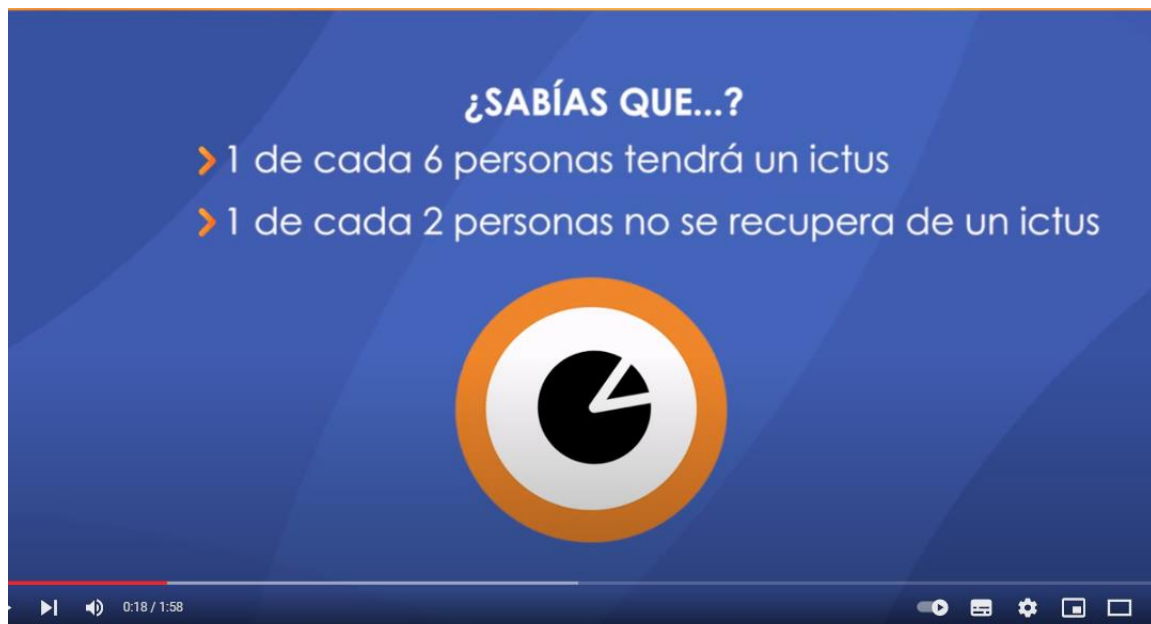 ¿SABÍAS QUE...?
1 de cada 6 personas tendrá un ictus
1 de cada 2 personas no se recupera de un ictus
0:18 / 1:58